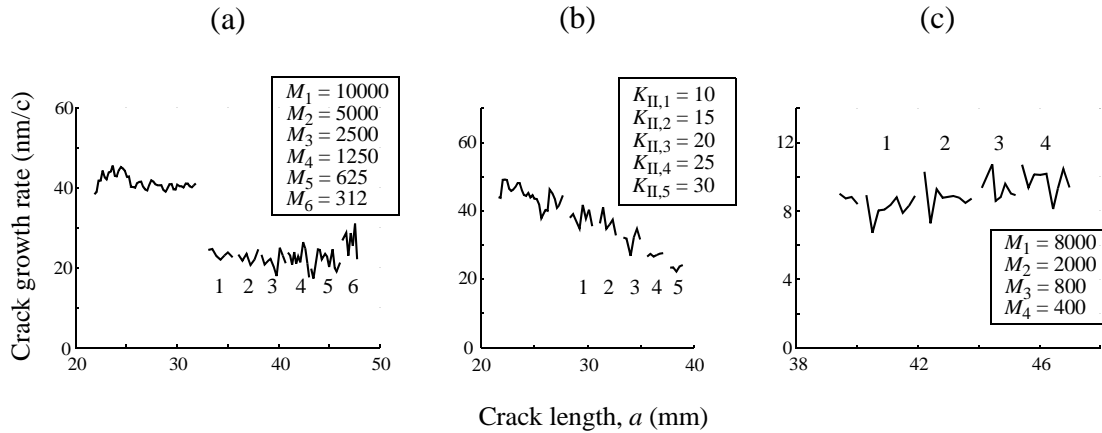 (a)
(b)
(c)
Crack growth rate (nm/c)
60
40
20
0
20
30
40
50
M1 = 10000
M2 = 5000
M3 = 2500
M4 = 1250
M5 = 625
M6 = 312
1 2 3 4 5 6
60
40
20
0
20
30
40
KII,1 = 10
KII,2 = 15
KII,3 = 20
KII,4 = 25
KII,5 = 30
1 2 3 4 5
12
8
4
0
38
42
46
1 2 3 4
M1 = 8000
M2 = 2000
M3 = 800
M4 = 400
Crack length, a (mm)